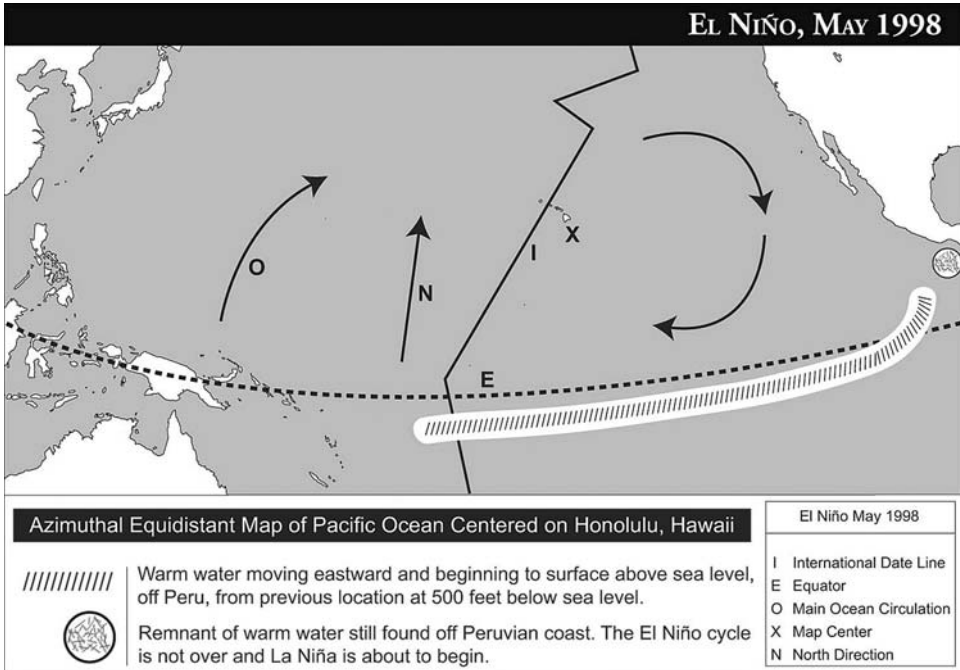 EL NIÑO, MAY 1998
O
N
I
X
E
Azimuthal Equidistant Map of Pacific Ocean Centered on Honolulu, Hawaii
Warm water moving eastward and beginning to surface above sea level,
off Peru, from previous location at 500 feet below sea level.
Remnant of warm water still found off Peruvian coast. The El Niño cycle
is not over and La Niña is about to begin.
El Niño May 1998
I International Date Line
E Equator
O Main Ocean Circulation
X Map Center
N North Direction